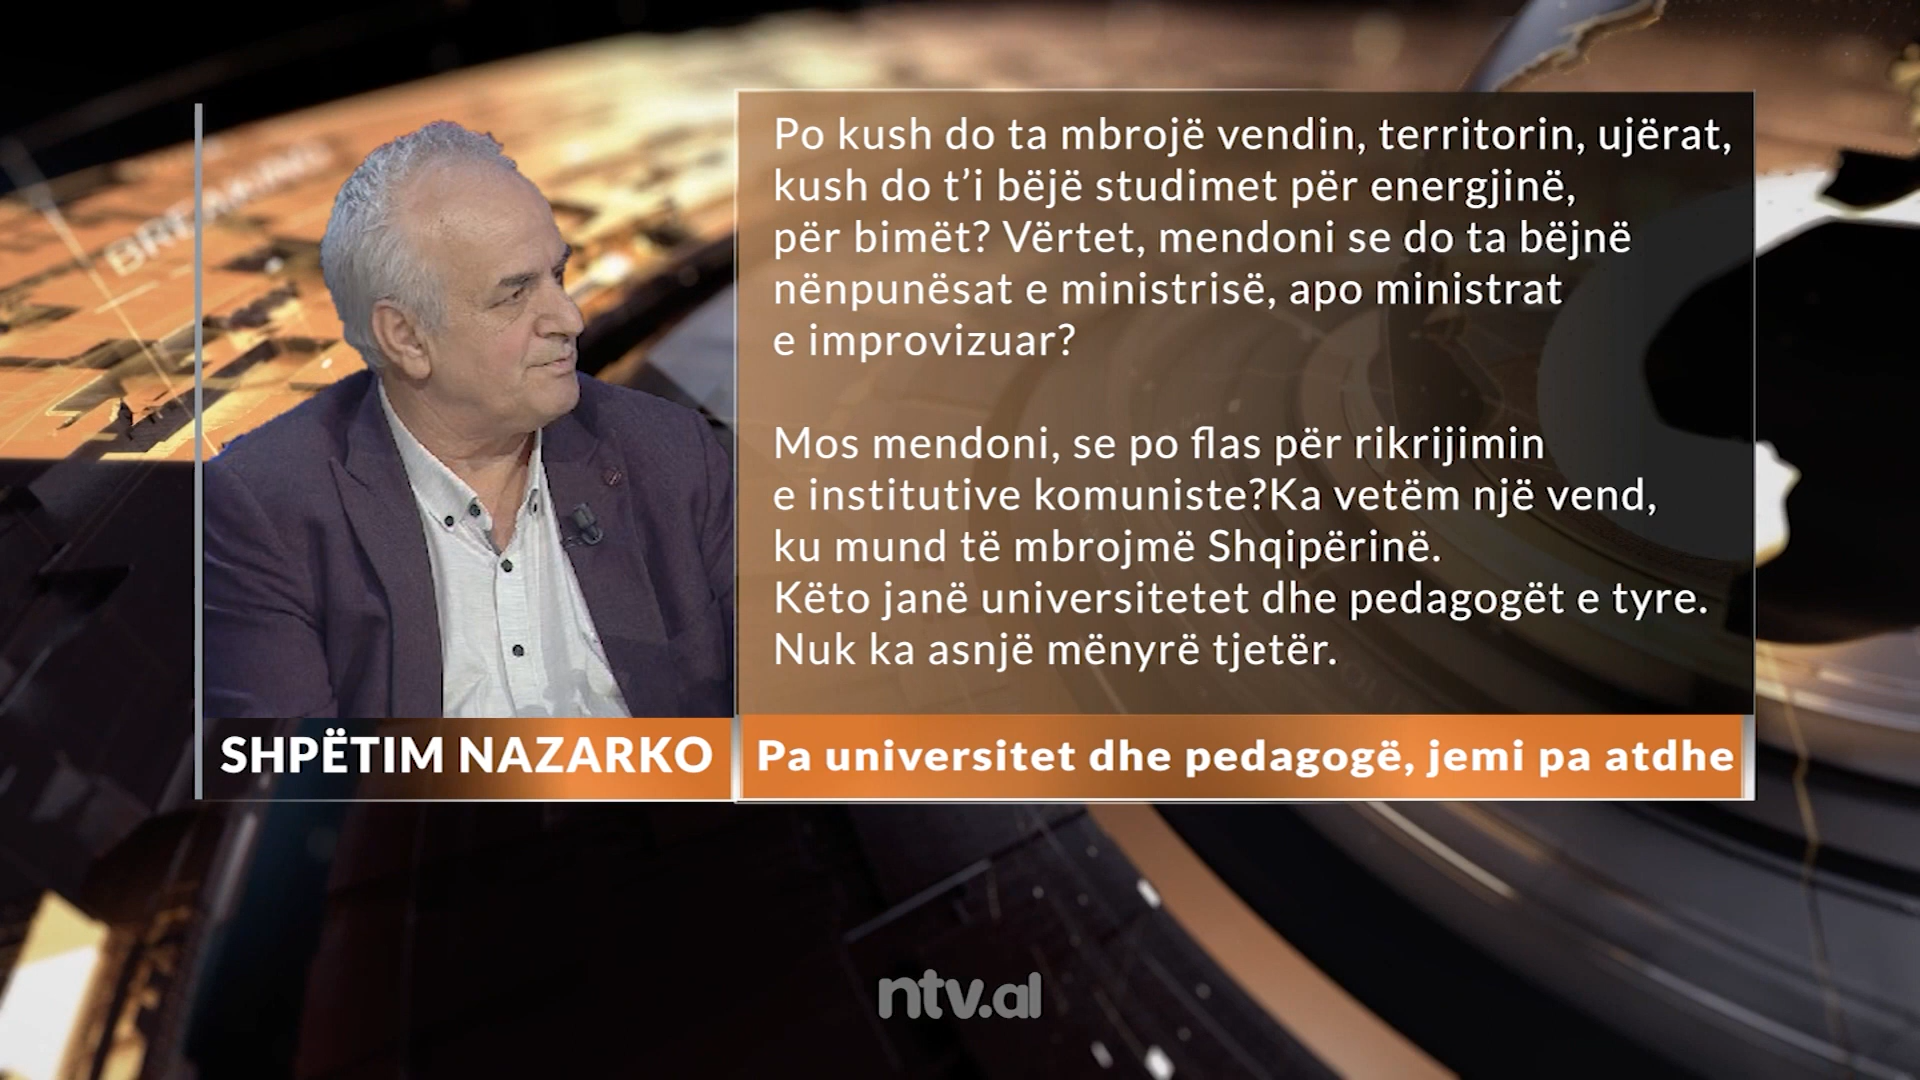 Po kush do ta mbrojë vendin, territorin, ujërat,
kush do t’i bëjë studimet për energjinë,
për bimët? Vërtet, mendoni se do ta bëjnë
nënpunësat e ministrisë, apo ministrat
e improvizuar?
Mos mendoni, se po flas për rikrijimin
e institutive komuniste?Ka vetëm një vend,
ku mund të mbrojmë Shqipërinë.
Këto janë universitetet dhe pedagogët e tyre.
Nuk ka asnjë mënyrë tjetër.
SHPËTIM NAZARKO
Pa universitet dhe pedagogë, jemi pa atdhe
ntv.al